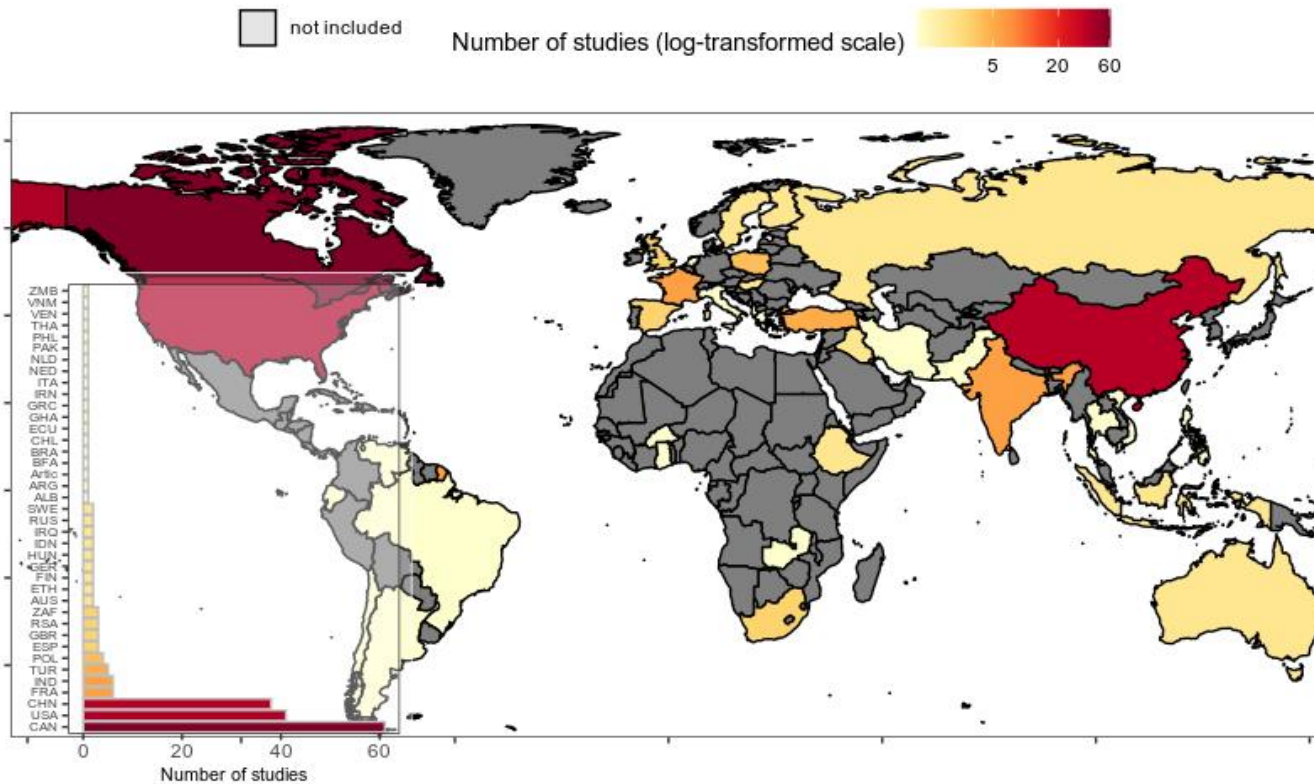 not included
Number of studies (log-transformed scale)
5 20 60
ZMB
VNM
VEN
THA
PHL
PAK
NLD
NED
ITA
IRN
GRC
GHA
ECU
CHL
BRA
BFA
Artic
ARG
ALB
SWE
RUS
IRQ
IDN
HUN
GER
FIN
ETH
AUS
ZAF
RSA
GBR
ESP
POL
TUR
IND
FRA
CHN
USA
CAN
0 20 40 60
Number of studies